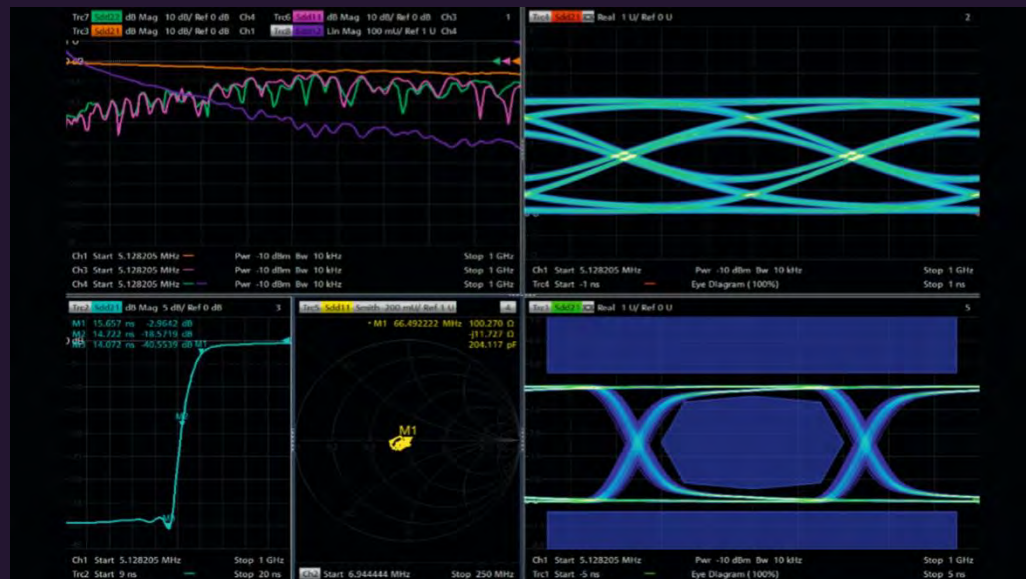 Trc7 Sdd22 dB Mag 10 dB/ Ref 0 dB Ch4 Trc6 Sdd11 dB Mag 10 dB/ Ref 0 dB Ch3 1
Trc3 Sdd21 dB Mag 10 dB/ Ref 0 dB Ch1 Trc8 Lin Mag 100 mU/ Ref 1 U Ch4
Ch1 Start 5.128205 MHz Pwr -10 dBm Bw 10 kHz Stop 1 GHz
Ch3 Start 5.128205 MHz Pwr -10 dBm Bw 10 kHz Stop 1 GHz
Ch4 Start 5.128205 MHz Pwr -10 dBm Bw 10 kHz Stop 1 GHz
Trc4 Sdd21 Real 1 U/ Ref 0 U 2
Ch1 Start 5.128205 MHz Pwr -10 dBm Bw 10 kHz Stop 1 GHz
Trc4 Start -1 ns Eye Diagram (100%) Stop 1 ns
Trc2 Sdd21 dB Mag 5 dB/ Ref 0 dB 3
M1 15.657 ns -2.9642 dB
M2 14.722 ns -18.5719 dB
M3 14.072 ns -40.5539 dB
M1
M2
M3
Ch1 Start 5.128205 MHz Stop 1 GHz
Trc2 Start 9 ns Stop 20 ns
Trc5 Sdd11 Smith 200 mU/ Ref 1 U 4
M1 66.492222 MHz 100.270 Ω
-j11.727 Ω
204.117 pF
M1
Ch2 Start 6.944444 MHz Stop 250 MHz
Trc1 Sdd21 Real 1 U/ Ref 0 U 5
Ch1 Start 5.128205 MHz Pwr -10 dBm Bw 10 kHz Stop 1 GHz
Trc1 Start -5 ns Eye Diagram (100%) Stop 5 ns